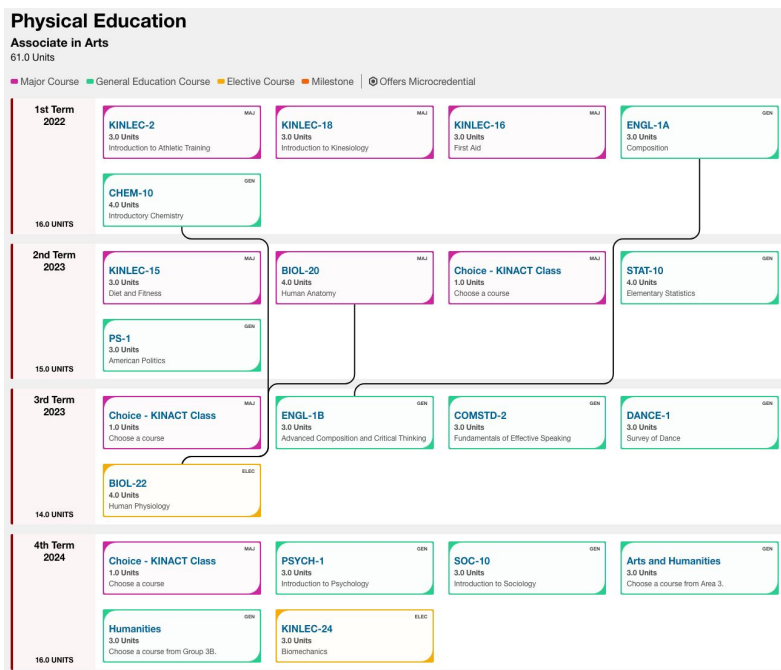 Physical Education
Associate in Arts
61.0 Units
Major Course General Education Course Elective Course Milestone Offers Microcredential
1st Term
2022
16.0 UNITS
MAJ
KINLEC-2
3.0 Units
Introduction to Athletic Training
MAJ
KINLEC-18
3.0 Units
Introduction to Kinesiology
MAJ
KINLEC-16
3.0 Units
First Aid
GEN
ENGL-1A
3.0 Units
Composition
GEN
CHEM-10
4.0 Units
Introductory Chemistry
2nd Term
2023
15.0 UNITS
MAJ
KINLEC-15
3.0 Units
Diet and Fitness
MAJ
BIOL-20
4.0 Units
Human Anatomy
MAJ
Choice - KINACT Class
1.0 Units
Choose a course
GEN
STAT-10
4.0 Units
Elementary Statistics
GEN
PS-1
3.0 Units
American Politics
3rd Term
2023
14.0 UNITS
MAJ
Choice - KINACT Class
1.0 Units
Choose a course
GEN
ENGL-1B
3.0 Units
Advanced Composition and Critical Thinking
GEN
COMSTD-2
3.0 Units
Fundamentals of Effective Speaking
GEN
DANCE-1
3.0 Units
Survey of Dance
ELEC
BIOL-22
4.0 Units
Human Physiology
4th Term
2024
16.0 UNITS
MAJ
Choice - KINACT Class
1.0 Units
Choose a course
GEN
PSYCH-1
3.0 Units
Introduction to Psychology
GEN
SOC-10
3.0 Units
Introduction to Sociology
GEN
Arts and Humanities
3.0 Units
Choose a course from Area 3.
GEN
Humanities
3.0 Units
Choose a course from Group 3B.
ELEC
KINLEC-24
3.0 Units
Biomechanics